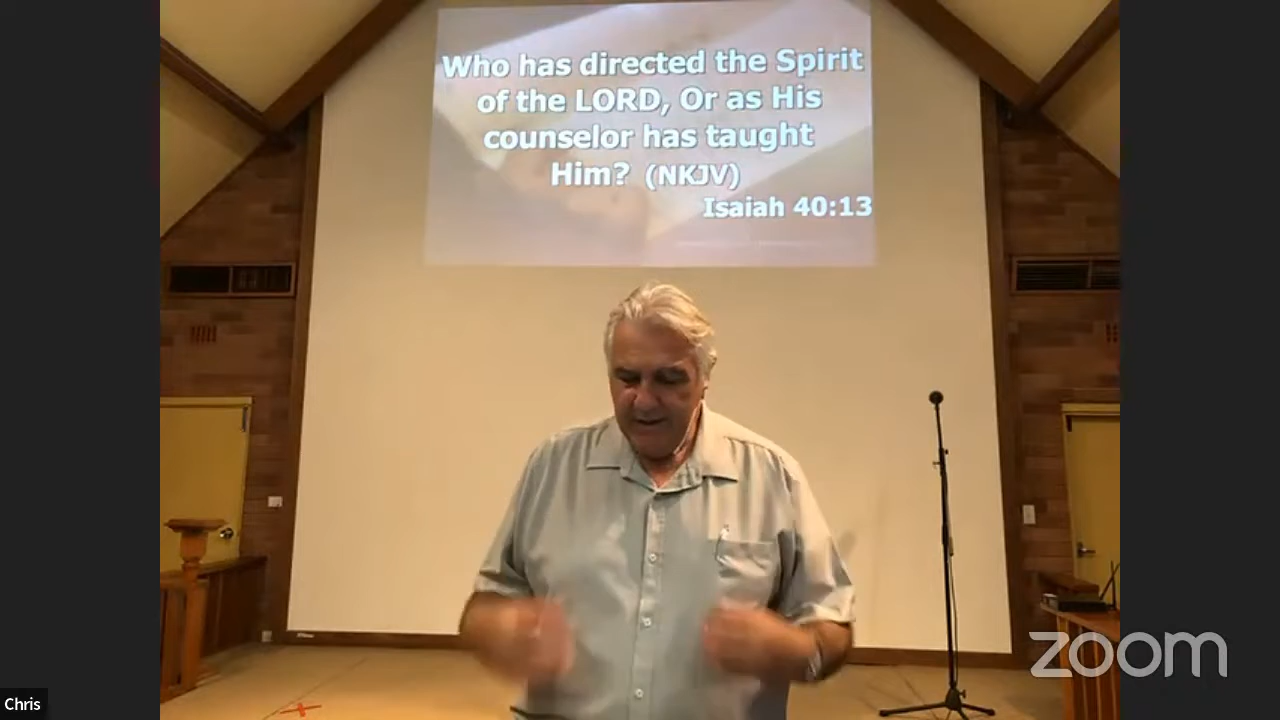 Who has directed the Spirit
of the LORD, Or as His
counselor has taught
Him? (NKJV)
Isaiah 40:13
zoom
Chris